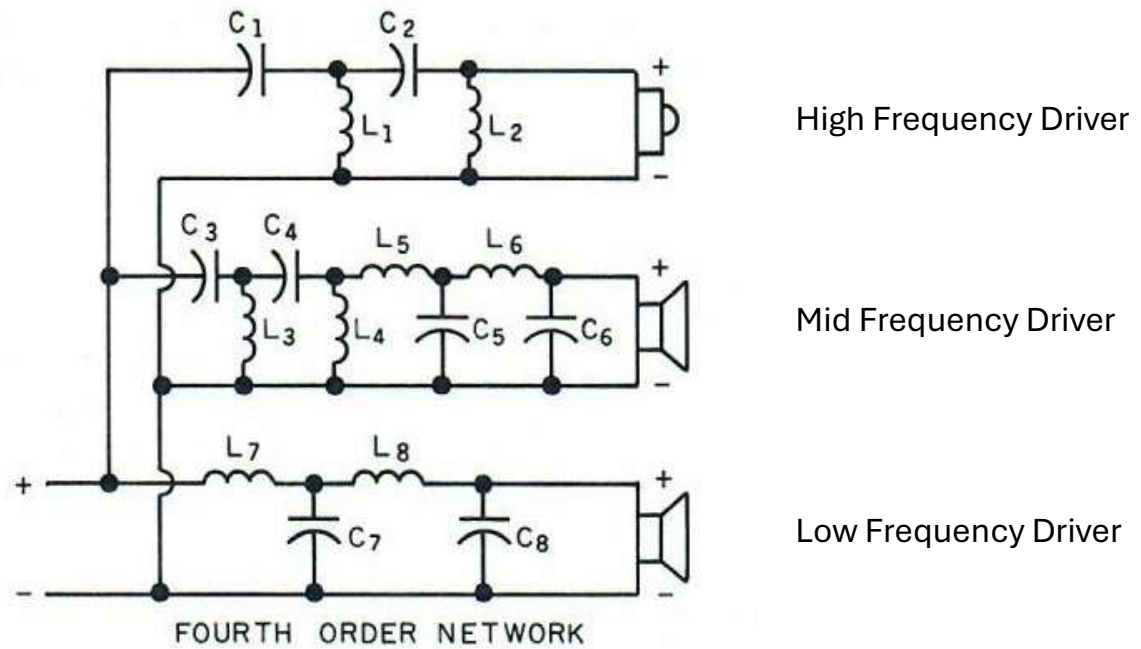 C1 C2
+
L1 L2
High Frequency Driver
-
C3 C4 L5 L6
+
L3 L4 C5 C6
Mid Frequency Driver
-
L7 L8
+ +
C7 C8
Low Frequency Driver
- -
FOURTH ORDER NETWORK